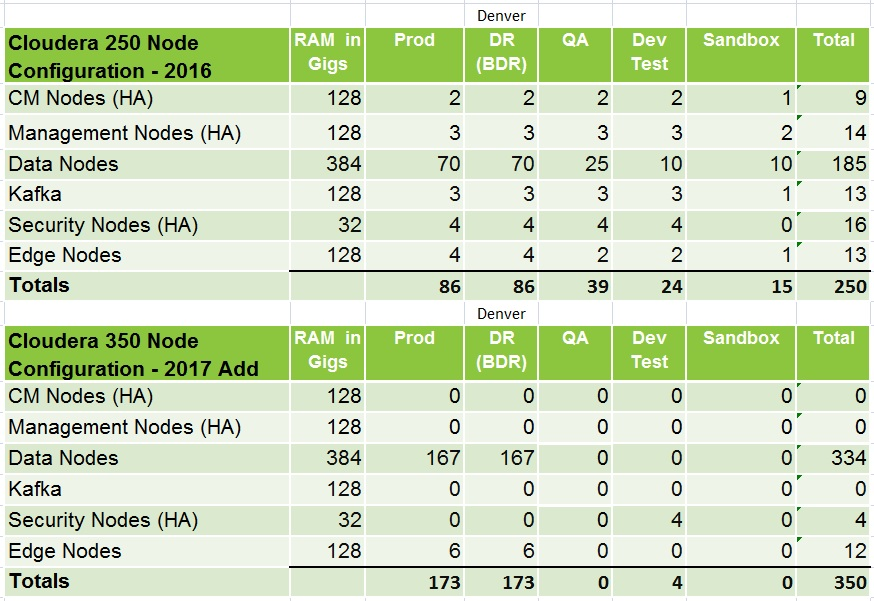 Denver
Cloudera 250 Node Configuration - 2016 RAM in Gigs Prod DR (BDR) QA Dev Test Sandbox Total
CM Nodes (HA) 128 2 2 2 2 1 9
Management Nodes (HA) 128 3 3 3 3 2 14
Data Nodes 384 70 70 25 10 10 185
Kafka 128 3 3 3 3 1 13
Security Nodes (HA) 32 4 4 4 4 0 16
Edge Nodes 128 4 4 2 2 1 13
Totals 86 86 39 24 15 250
Denver
Cloudera 350 Node Configuration - 2017 Add RAM in Gigs Prod DR (BDR) QA Dev Test Sandbox Total
CM Nodes (HA) 128 0 0 0 0 0 0
Management Nodes (HA) 128 0 0 0 0 0 0
Data Nodes 384 167 167 0 0 0 334
Kafka 128 0 0 0 0 0 0
Security Nodes (HA) 32 0 0 0 4 0 4
Edge Nodes 128 6 6 0 0 0 12
Totals 173 173 0 4 0 350